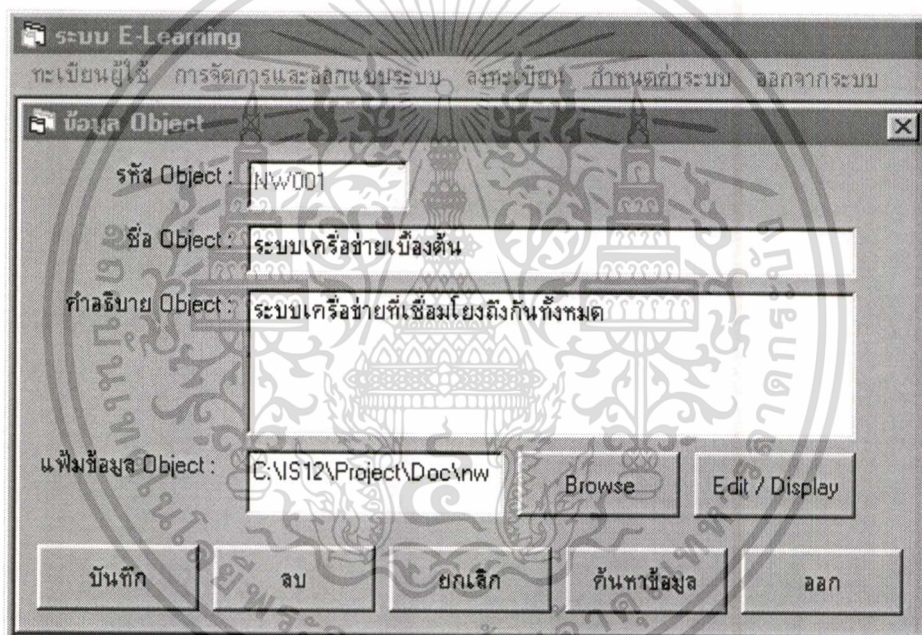 ระบบ E-Learning
ทะเบียนผู้ใช้ การจัดการและออกแบบระบบ ลงทะเบียน กำหนดค่าระบบ ออกจากระบบ
ข้อมูล Object
รหัส Object : NW001
ชื่อ Object : ระบบเครือข่ายเบื้องต้น
คำอธิบาย Object : ระบบเครือข่ายที่เชื่อมโยงถึงกันทั้งหมด
แฟ้มข้อมูล Object : C:\IS12\Project\Doc\nw Browse Edit / Display
บันทึก ลบ ยกเลิก ค้นหาข้อมูล ออก